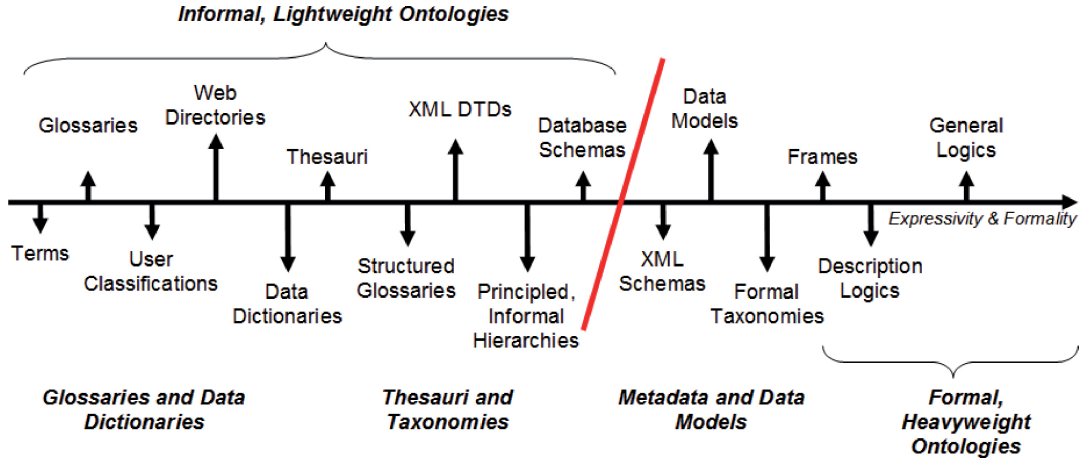 Informal, Lightweight Ontologies
Glossaries
Web
Directories
Thesauri
XML DTDs
Database
Schemas
Data
Models
Frames
General
Logics
Expressivity & Formality
Terms
User
Classifications
Data
Dictionaries
Structured
Glossaries
Principled,
Informal
Hierarchies
XML
Schemas
Formal
Taxonomies
Description
Logics
Glossaries and Data
Dictionaries
Thesauri and
Taxonomies
Metadata and Data
Models
Formal,
Heavyweight
Ontologies